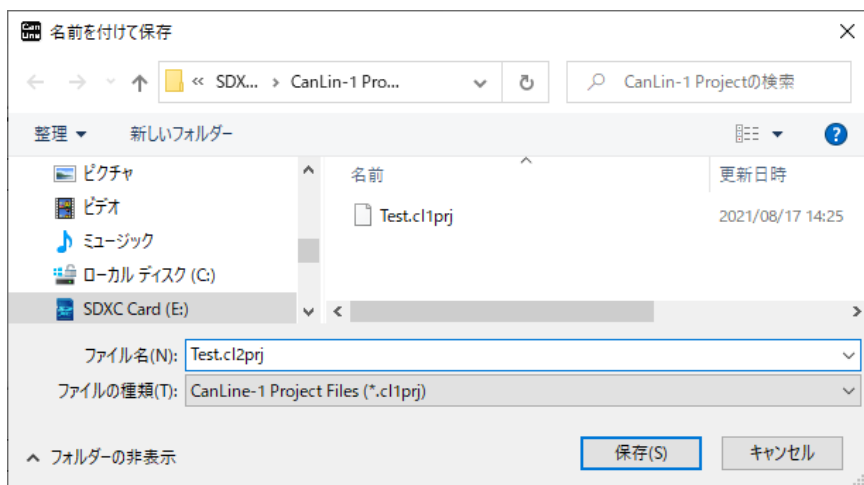 Can Line 名前を付けて保存
« SDX... › CanLin-1 Pro... CanLin-1 Projectの検索
整理 新しいフォルダー ?
ピクチャ 名前 更新日時
ビデオ Test.cl1prj 2021/08/17 14:25
ミュージック
ローカル ディスク (C:)
SDXC Card (E:)
ファイル名(N): Test.cl2prj
ファイルの種類(T): CanLine-1 Project Files (*.cl1prj)
フォルダーの非表示 保存(S) キャンセル